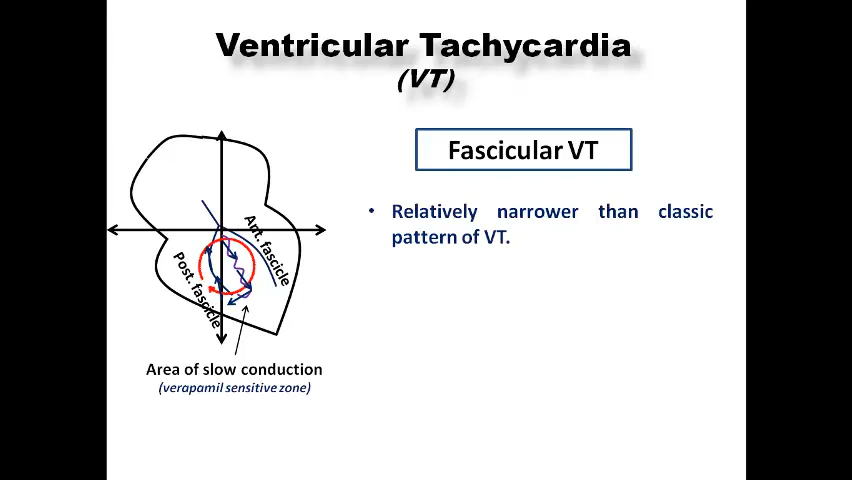 Ventricular Tachycardia
(VT)
Fascicular VT
• Relatively narrower than classic
pattern of VT.
Ant. fascicle
Post. fascicle
Area of slow conduction
(verapamil sensitive zone)